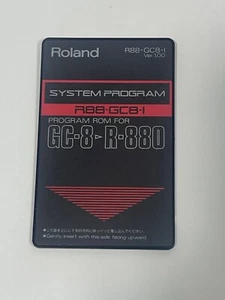 Roland
R88-GC8-1
Ver 1.00
SYSTEM PROGRAM
R88-GC8-1
PROGRAM ROM FOR
GC-8▷R-880
Gently insert with this side facing upward.